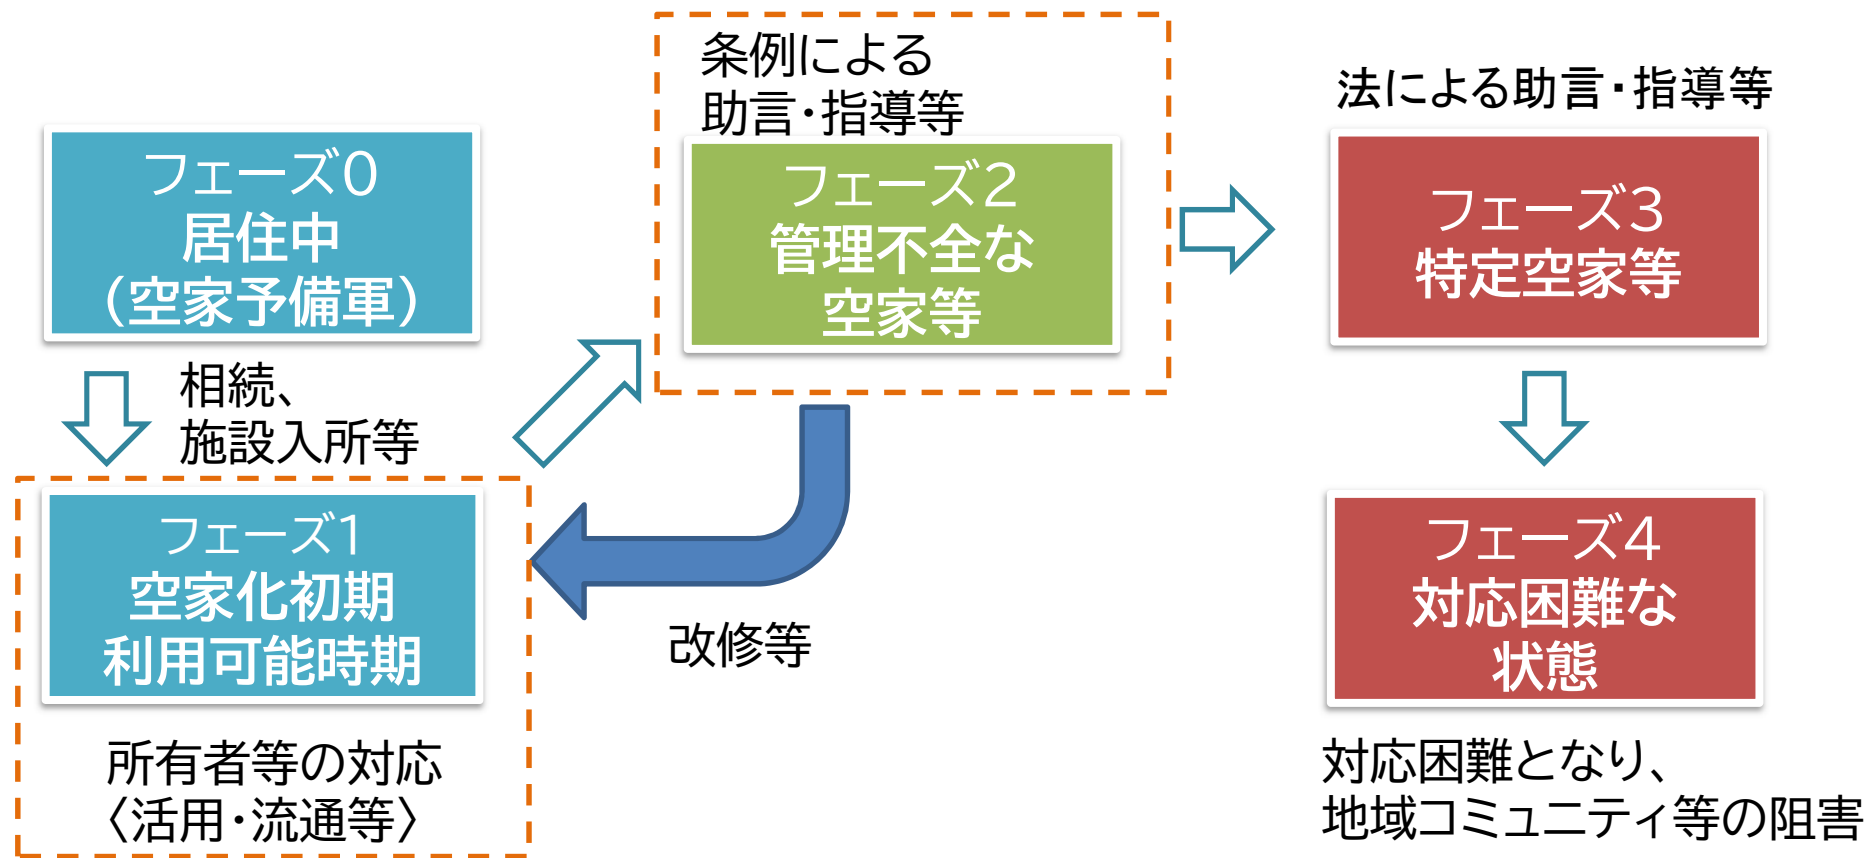 フェーズ0
居住中
（空家予備軍）
相続、
施設入所等
フェーズ1
空家化初期
利用可能時期
所有者等の対応
〈活用・流通等〉
条例による
助言・指導等
フェーズ2
管理不全な
空家等
改修等
法による助言・指導等
フェーズ3
特定空家等
フェーズ4
対応困難な
状態
対応困難となり、
地域コミュニティ等の阻害